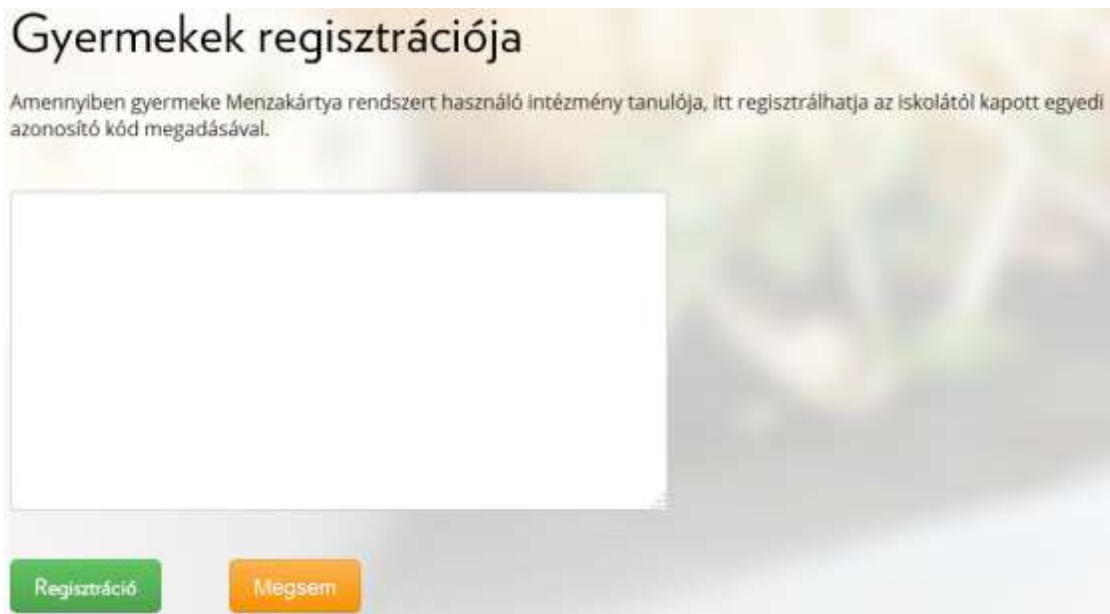 Gyermekek regisztrációja
Amennyiben gyermeke Menzakártya rendszert használó intézmény tanulója, itt regisztrálhatja az iskolától kapott egyedi
azonosító kód megadásával.
Regisztráció Megsem